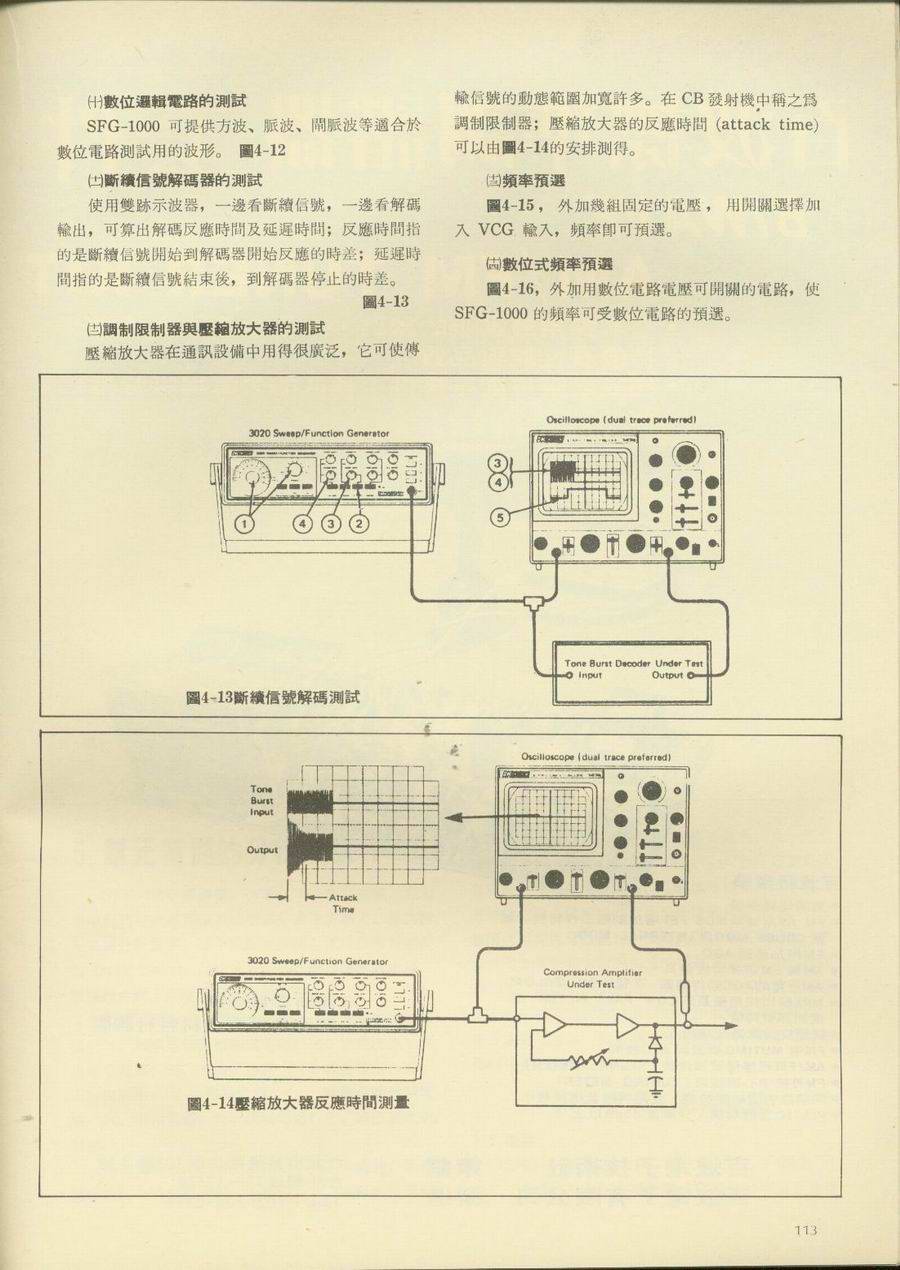 ㈩數位邏輯電路的測試
SFG-1000 可提供方波、脈波、閘脈波等適合於
數位電路測試用的波形。 圖4-12
(十一)斷續信號解碼器的測試
使用雙跡示波器，一邊看斷續信號，一邊看解碼
輸出，可算出解碼反應時間及延遲時間；反應時間指
的是斷續信號開始到解碼器開始反應的時差；延遲時
間指的是斷續信號結束後，到解碼器停止的時差。
圖4-13
(十二)調制限制器與壓縮放大器的測試
壓縮放大器在通訊設備中用得很廣泛，它可使傳
輸信號的動態範圍加寬許多。在 CB 發射機中稱之爲
調制限制器；壓縮放大器的反應時間 (attack time)
可以由圖4-14的安排測得。
(十三)頻率預選
圖4-15，外加幾組固定的電壓，用開關選擇加
入 VCG 輸入，頻率即可預選。
(十四)數位式頻率預選
圖4-16，外加用數位電路電壓可開關的電路，使
SFG-1000 的頻率可受數位電路的預選。
3020 Sweep/Function Generator
Oscilloscope (dual trace preferred)
③
④
⑤
① ④ ③ ②
Tone Burst Decoder Under Test
Input Output
圖4-13斷續信號解碼測試
Oscilloscope (dual trace preferred)
Tone
Burst
Input
Output
Attack
Time
3020 Sweep/Function Generator
Compression Amplifier
Under Test
圖4-14壓縮放大器反應時間測量
113